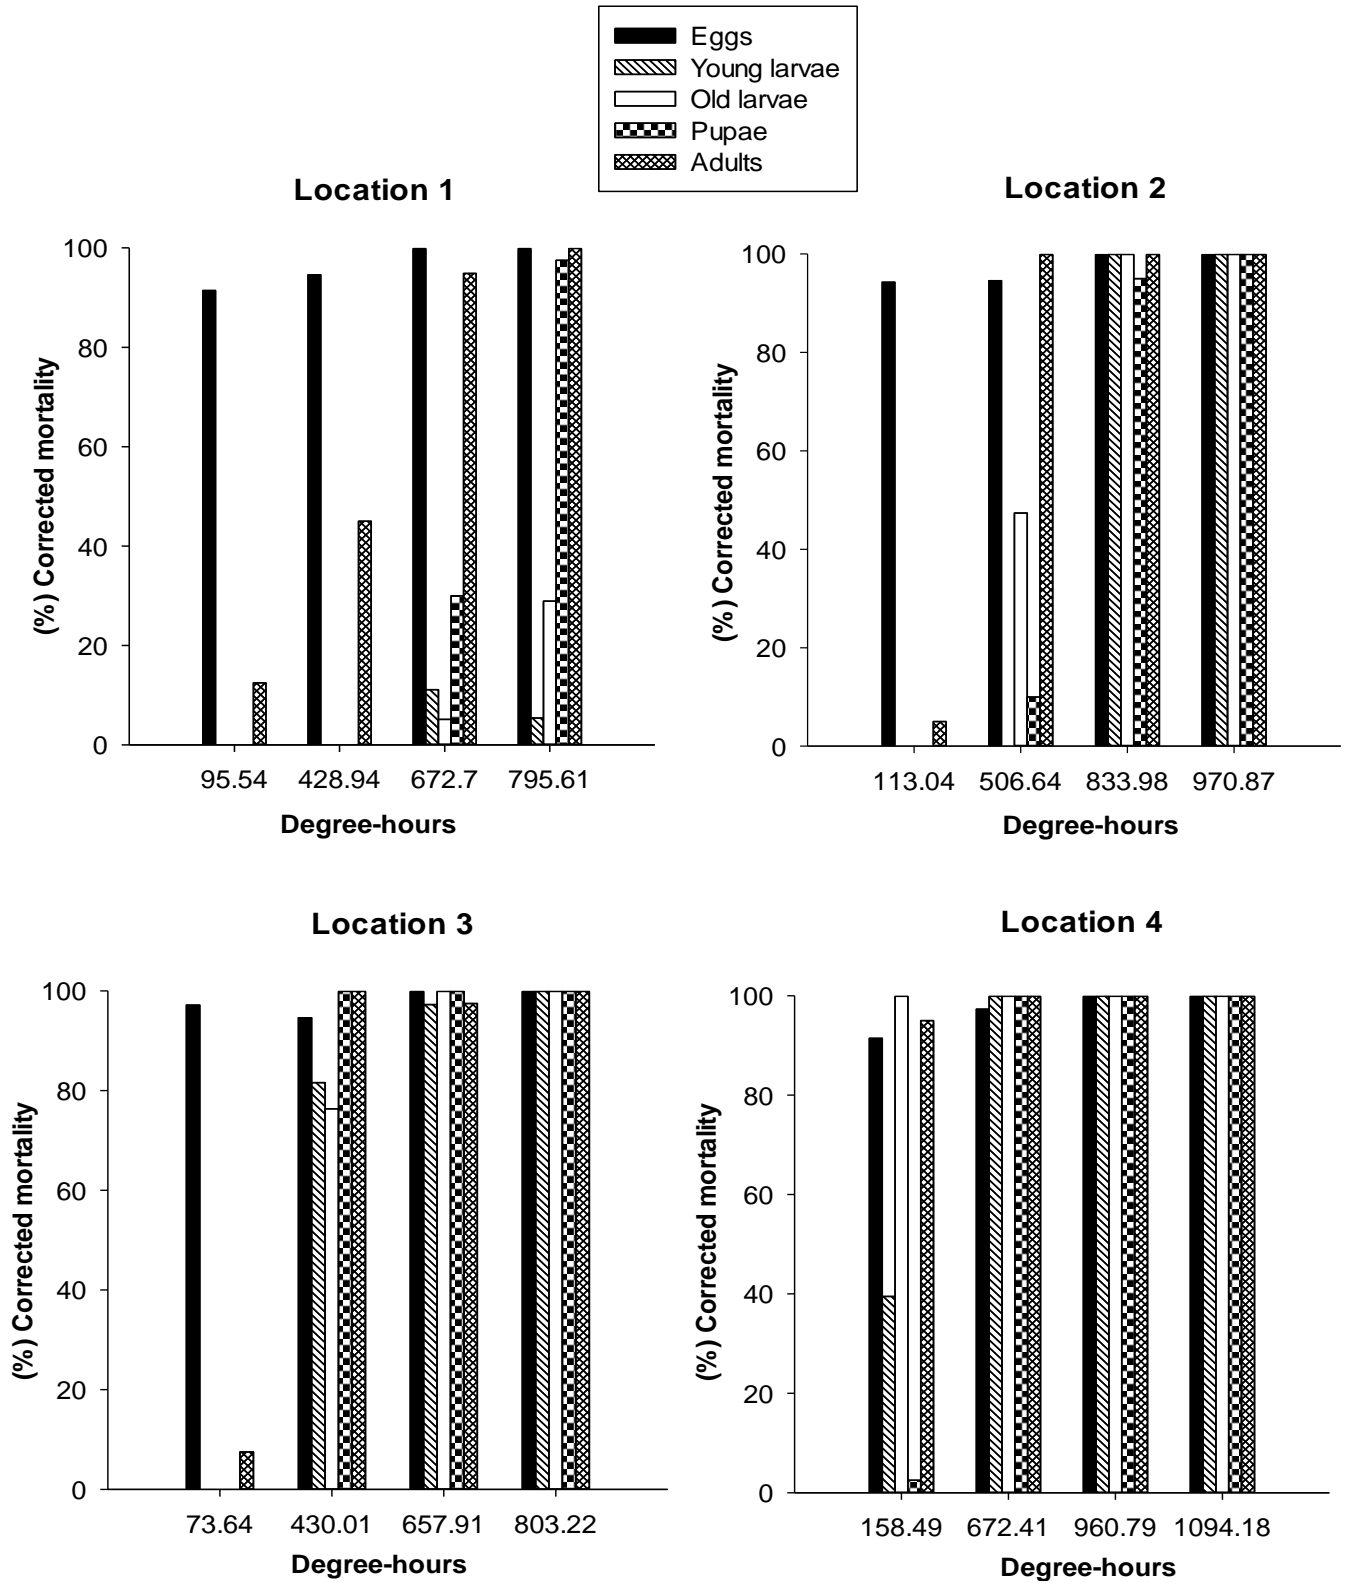 Eggs
Young larvae
Old larvae
Pupae
Adults
Location 1
(%) Corrected mortality
100
80
60
40
20
0
95.54 428.94 672.7 795.61
Degree-hours
Location 2
(%) Corrected mortality
100
80
60
40
20
0
113.04 506.64 833.98 970.87
Degree-hours
Location 3
(%) Corrected mortality
100
80
60
40
20
0
73.64 430.01 657.91 803.22
Degree-hours
Location 4
(%) Corrected mortality
100
80
60
40
20
0
158.49 672.41 960.79 1094.18
Degree-hours